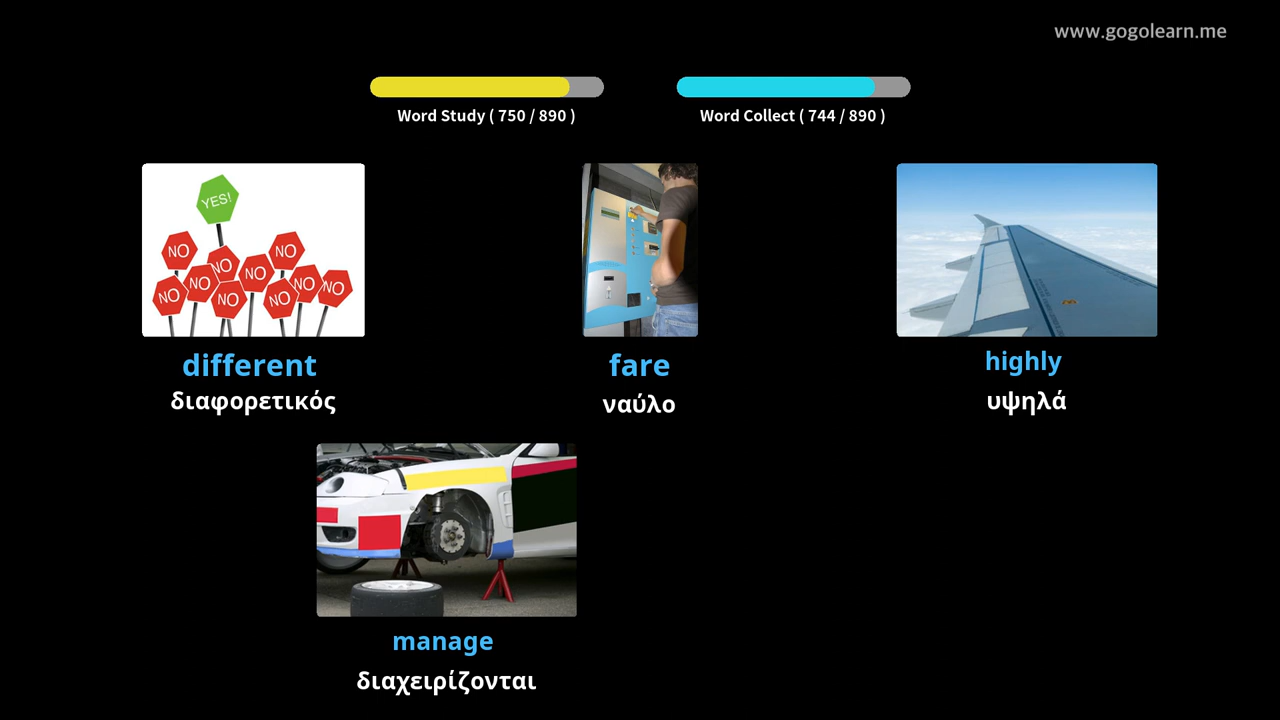 www.gogolearn.me
Word Study ( 750 / 890 )
Word Collect ( 744 / 890 )
YES!
NO
NO
NO
NO
NO
NO
NO
NO
NO
NO
different
διαφορετικός
fare
ναύλο
highly
υψηλά
manage
διαχειρίζονται